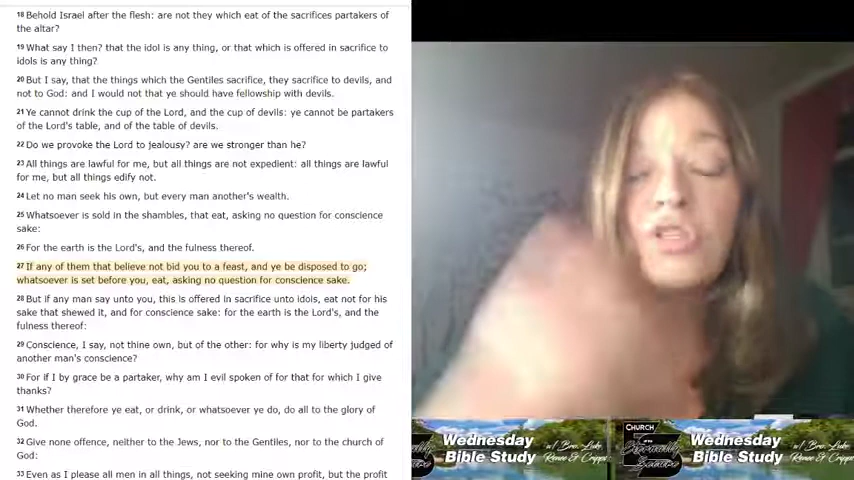 18 Behold Israel after the flesh: are not they which eat of the sacrifices partakers of
the altar?
19 What say I then? that the idol is any thing, or that which is offered in sacrifice to
idols is any thing?
20 But I say, that the things which the Gentiles sacrifice, they sacrifice to devils, and
not to God: and I would not that ye should have fellowship with devils.
21 Ye cannot drink the cup of the Lord, and the cup of devils: ye cannot be partakers
of the Lord's table, and of the table of devils.
22 Do we provoke the Lord to jealousy? are we stronger than he?
23 All things are lawful for me, but all things are not expedient: all things are lawful
for me, but all things edify not.
24 Let no man seek his own, but every man another's wealth.
25 Whatsoever is sold in the shambles, that eat, asking no question for conscience
sake:
26 For the earth is the Lord's, and the fulness thereof.
27 If any of them that believe not bid you to a feast, and ye be disposed to go;
whatsoever is set before you, eat, asking no question for conscience sake.
28 But if any man say unto you, this is offered in sacrifice unto idols, eat not for his
sake that shewed it, and for conscience sake: for the earth is the Lord's, and the
fulness thereof:
29 Conscience, I say, not thine own, but of the other: for why is my liberty judged of
another man's conscience?
30 For if I by grace be a partaker, why am I evil spoken of for that for which I give
thanks?
31 Whether therefore ye eat, or drink, or whatsoever ye do, do all to the glory of
God.
32 Give none offence, neither to the Jews, nor to the Gentiles, nor to the church of
God:
33 Even as I please all men in all things, not seeking mine own profit, but the profit
Wednesday
Bible Study
w/ Bro. Luke
Renee & Cripps
CHURCH
Eternally
Secure
Wednesday
Bible Study
w/ Bro. Luke
Renee & Cripps